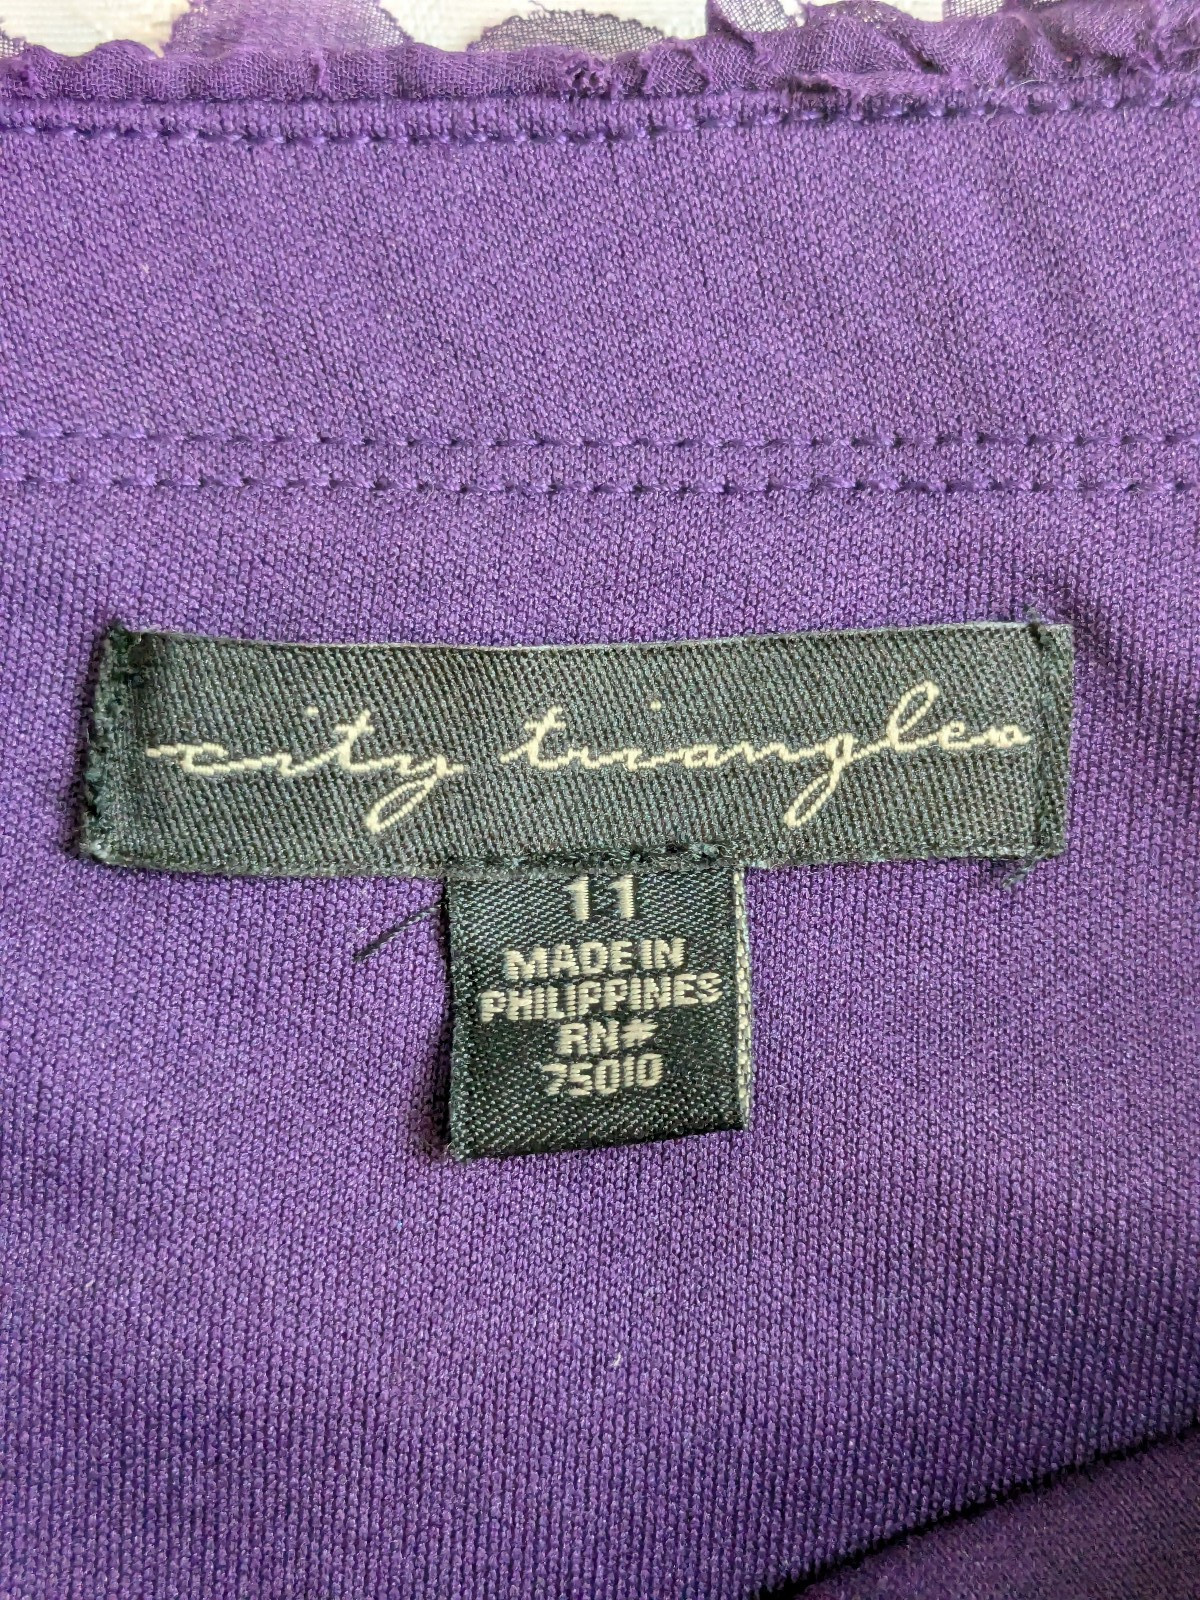 city triangles
11
MADE IN
PHILIPPINES
RN#
75010